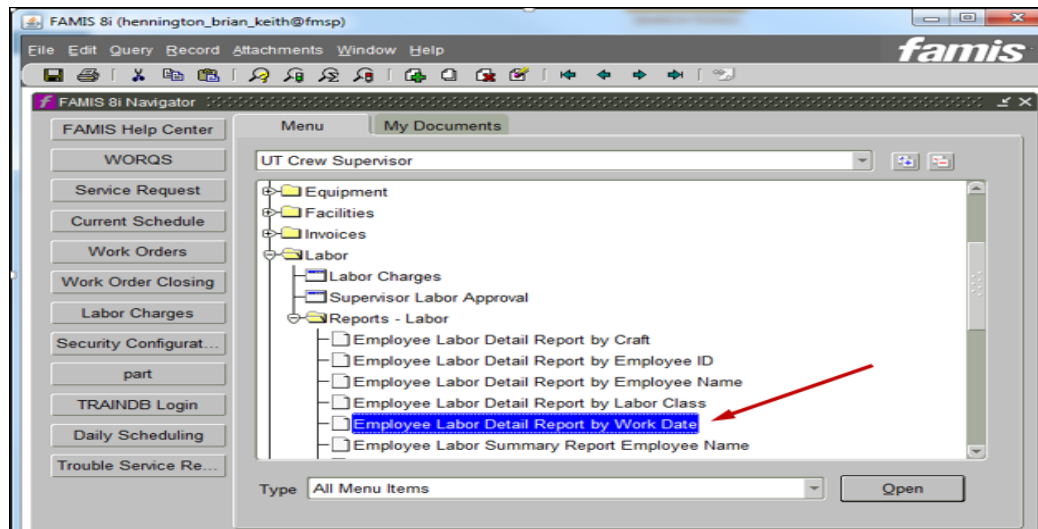 FAMIS 8i (hennington_brian_keith@fmsp)
File Edit Query Record Attachments Window Help
famis
FAMIS 8i Navigator
FAMIS Help Center
WORQS
Service Request
Current Schedule
Work Orders
Work Order Closing
Labor Charges
Security Configurat...
part
TRAINDB Login
Daily Scheduling
Trouble Service Re...
Menu My Documents
UT Crew Supervisor
Equipment
Facilities
Invoices
Labor
Labor Charges
Supervisor Labor Approval
Reports - Labor
Employee Labor Detail Report by Craft
Employee Labor Detail Report by Employee ID
Employee Labor Detail Report by Employee Name
Employee Labor Detail Report by Labor Class
Employee Labor Detail Report by Work Date
Employee Labor Summary Report Employee Name
Type All Menu Items Open